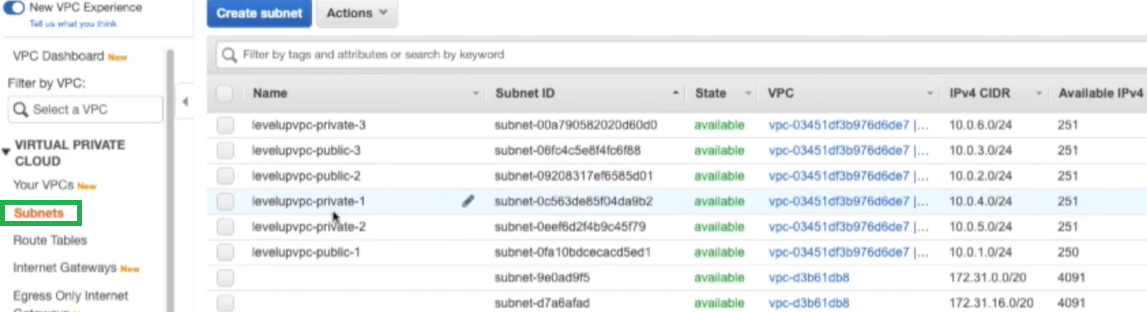 New VPC Experience
Tell us what you think
VPC Dashboard New
Filter by VPC:
Select a VPC
VIRTUAL PRIVATE
CLOUD
Your VPCs New
Subnets
Route Tables
Internet Gateways New
Egress Only Internet
Create subnet Actions
Filter by tags and attributes or search by keyword
Name Subnet ID State VPC IPv4 CIDR Available IPv4
levelupvpc-private-3 subnet-00a790582020d60d0 available vpc-03451df3b976d6de7 |... 10.0.6.0/24 251
levelupvpc-public-3 subnet-06fc4c5e8f4fc6f88 available vpc-03451df3b976d6de7 |... 10.0.3.0/24 251
levelupvpc-public-2 subnet-09208317ef6585d01 available vpc-03451df3b976d6de7 |... 10.0.2.0/24 251
levelupvpc-private-1 subnet-0c563de85f04da9b2 available vpc-03451df3b976d6de7 |... 10.0.4.0/24 251
levelupvpc-private-2 subnet-0eef6d2f4b9c45f79 available vpc-03451df3b976d6de7 |... 10.0.5.0/24 251
levelupvpc-public-1 subnet-0fa10bdcecacd5ed1 available vpc-03451df3b976d6de7 |... 10.0.1.0/24 250
subnet-9e0ad9f5 available vpc-d3b61db8 172.31.0.0/20 4091
subnet-d7a6afad available vpc-d3b61db8 172.31.16.0/20 4091